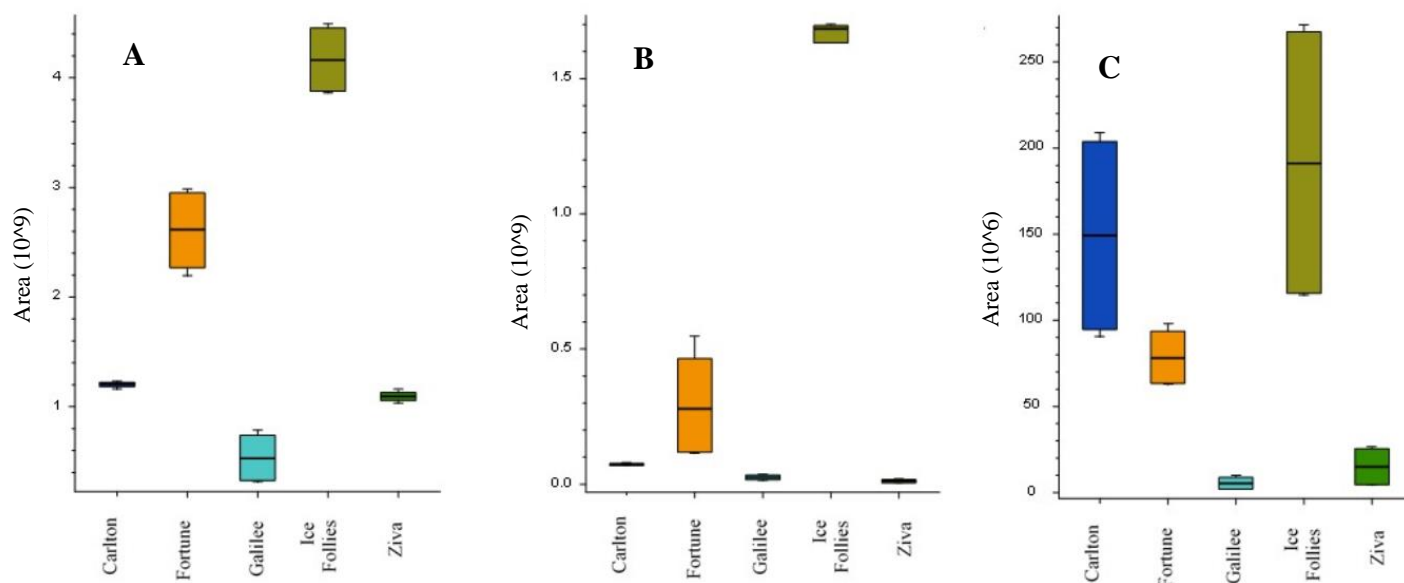 A
Area (10^9)
4
3
2
1
Carlton
Fortune
Galilee
Ice
Follies
Ziva
B
Area (10^9)
1.5
1.0
0.5
0.0
Carlton
Fortune
Galilee
Ice
Follies
Ziva
C
Area (10^6)
250
200
150
100
50
0
Carlton
Fortune
Galilee
Ice
Follies
Ziva